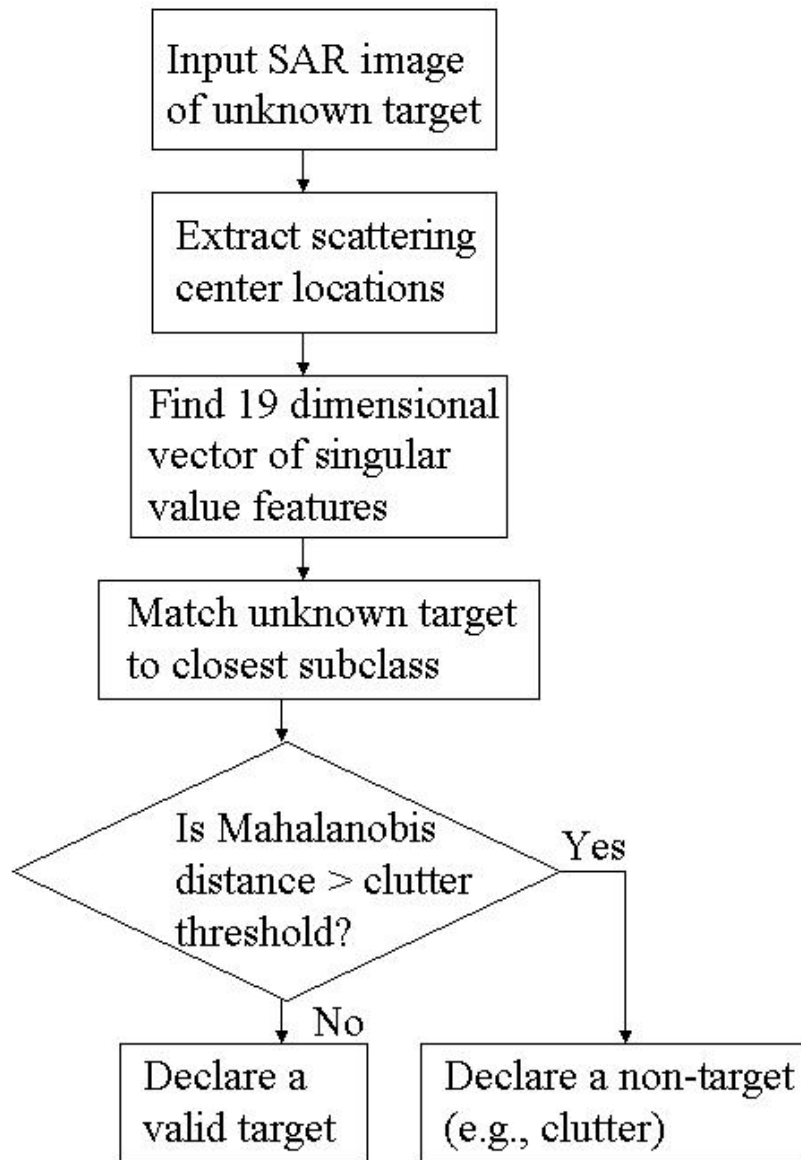 Input SAR image
of unknown target
Extract scattering
center locations
Find 19 dimensional
vector of singular
value features
Match unknown target
to closest subclass
Is Mahalanobis
distance > clutter
threshold?
Yes
No
Declare a
valid target
Declare a non-target
(e.g., clutter)